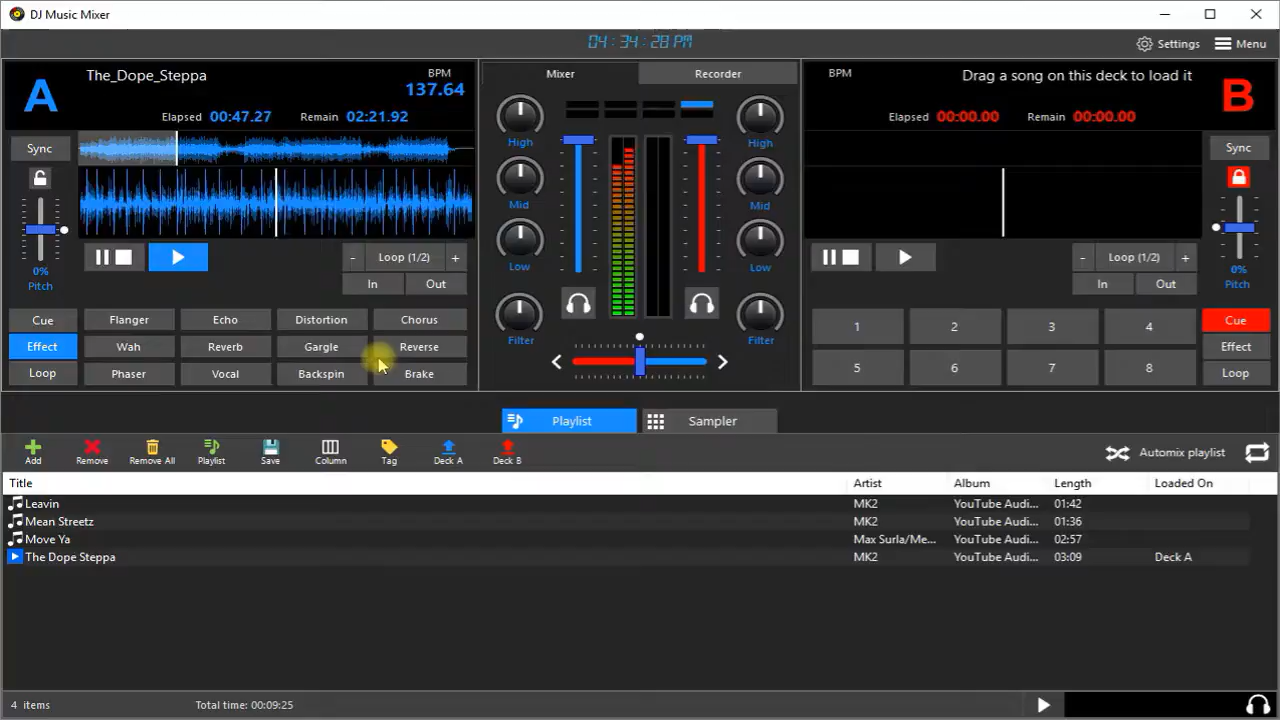 DJ Music Mixer
04:34:28 PM
Settings Menu
A The_Dope_Steppa BPM 137.64
Elapsed 00:47.27 Remain 02:21.92
Mixer Recorder
BPM Drag a song on this deck to load it B
Elapsed 00:00.00 Remain 00:00.00
Sync
0%
Pitch
Loop (1/2)
In Out
Cue Flanger Echo Distortion Chorus
Effect Wah Reverb Gargle Reverse
Loop Phaser Vocal Backspin Brake
High High
Mid Mid
Low Low
Filter Filter
Sync
0%
Pitch
- Loop (1/2) +
In Out
1 2 3 4 Cue
5 6 7 8 Effect
Loop
Playlist Sampler
Add Remove Remove All Playlist Save Column Tag Deck A Deck B Automix playlist
Title Artist Album Length Loaded On
Leavin MK2 YouTube Audi... 01:42
Mean Streetz MK2 YouTube Audi... 01:36
Move Ya Max Surla/Me... YouTube Audi... 02:57
The Dope Steppa MK2 YouTube Audi... 03:09 Deck A
4 items Total time: 00:09:25